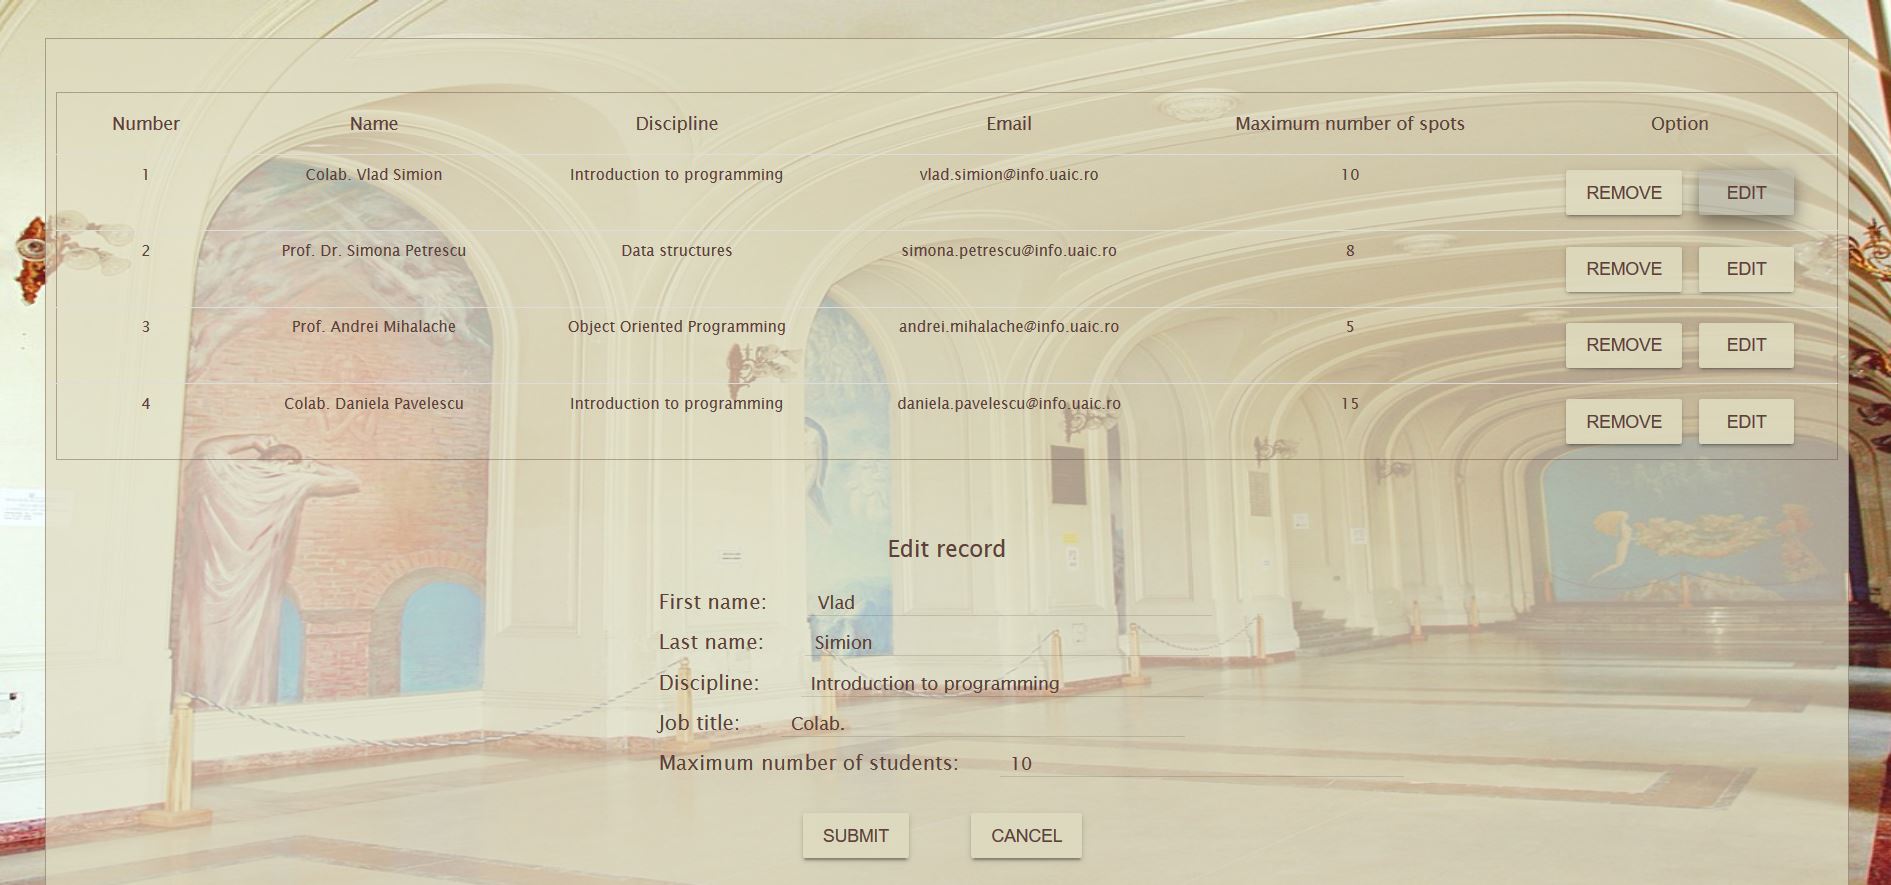 Number Name Discipline Email Maximum number of spots Option
1 Colab. Vlad Simion Introduction to programming vlad.simion@info.uaic.ro 10 REMOVE EDIT
2 Prof. Dr. Simona Petrescu Data structures simona.petrescu@info.uaic.ro 8 REMOVE EDIT
3 Prof. Andrei Mihalache Object Oriented Programming andrei.mihalache@info.uaic.ro 5 REMOVE EDIT
4 Colab. Daniela Pavelescu Introduction to programming daniela.pavelescu@info.uaic.ro 15 REMOVE EDIT
Edit record
First name: Vlad
Last name: Simion
Discipline: Introduction to programming
Job title: Colab.
Maximum number of students: 10
SUBMIT CANCEL